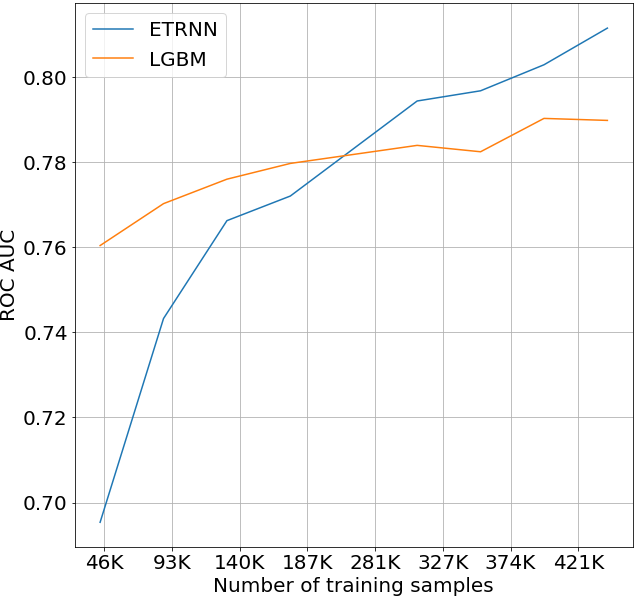 ETRNN
LGBM
0.80
0.78
0.76
0.74
0.72
0.70
ROC AUC
46K 93K 140K 187K 281K 327K 374K 421K
Number of training samples